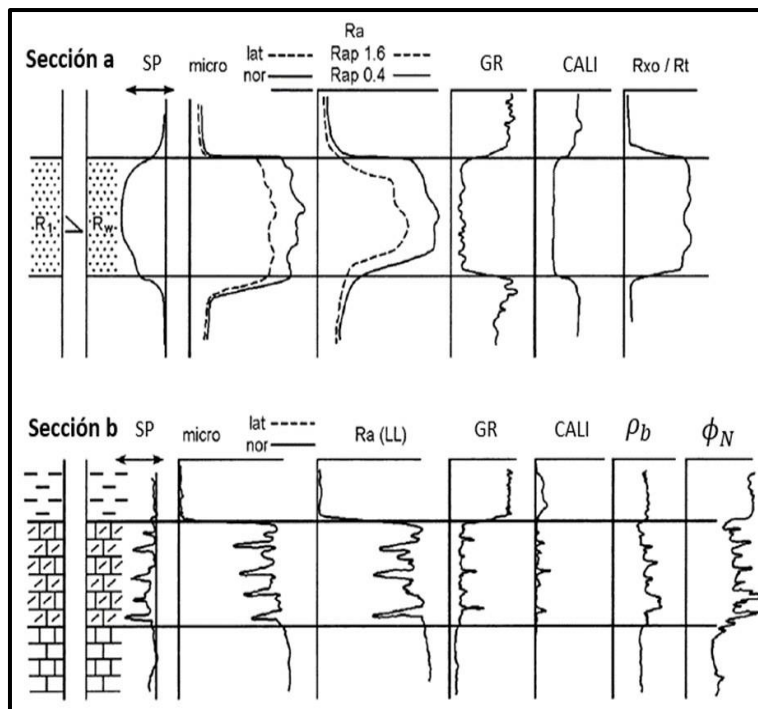 Ra
Sección a SP micro lat Rap 1.6 GR CALI Rxo / Rt
nor Rap 0.4
R1 > Rw
Sección b SP micro lat Ra (LL) GR CALI ρb ϕN
nor